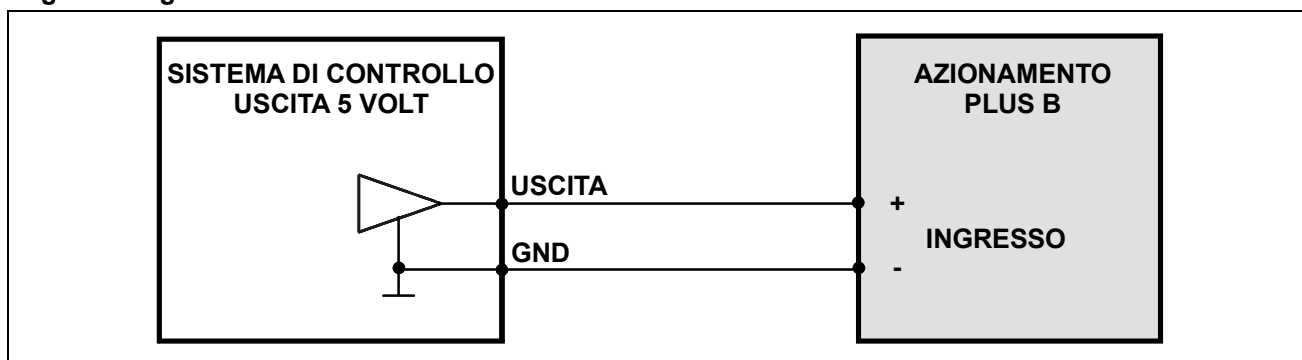 SISTEMA DI CONTROLLO
USCITA 5 VOLT
AZIONAMENTO
PLUS B
USCITA
+
INGRESSO
GND
-